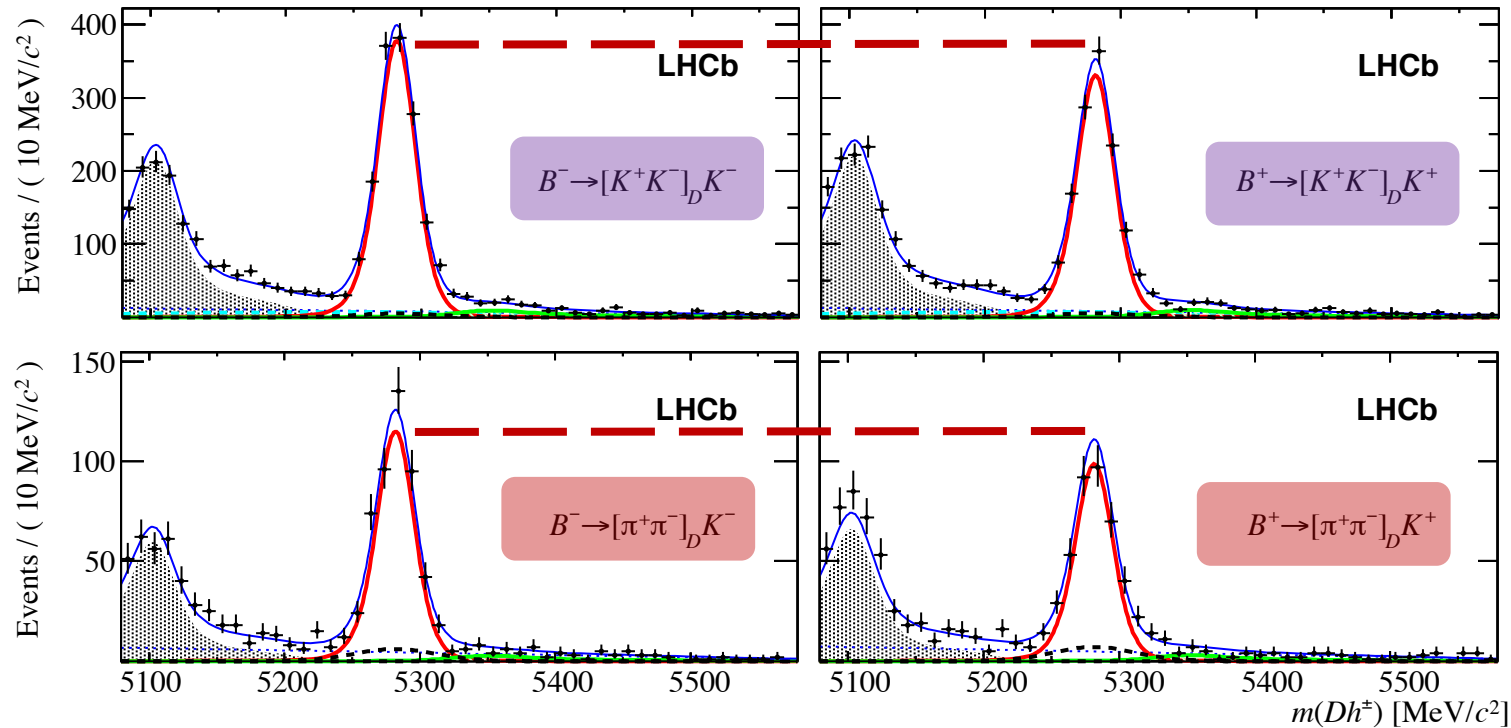 Events / ( 10 MeV/c² )
400
300
200
100
LHCb
B⁻→[K⁺K⁻]_D K⁻
LHCb
B⁺→[K⁺K⁻]_D K⁺
Events / ( 10 MeV/c² )
150
100
50
LHCb
B⁻→[π⁺π⁻]_D K⁻
LHCb
B⁺→[π⁺π⁻]_D K⁺
5100 5200 5300 5400 5500
5100 5200 5300 5400 5500
m(Dh^±) [MeV/c²]